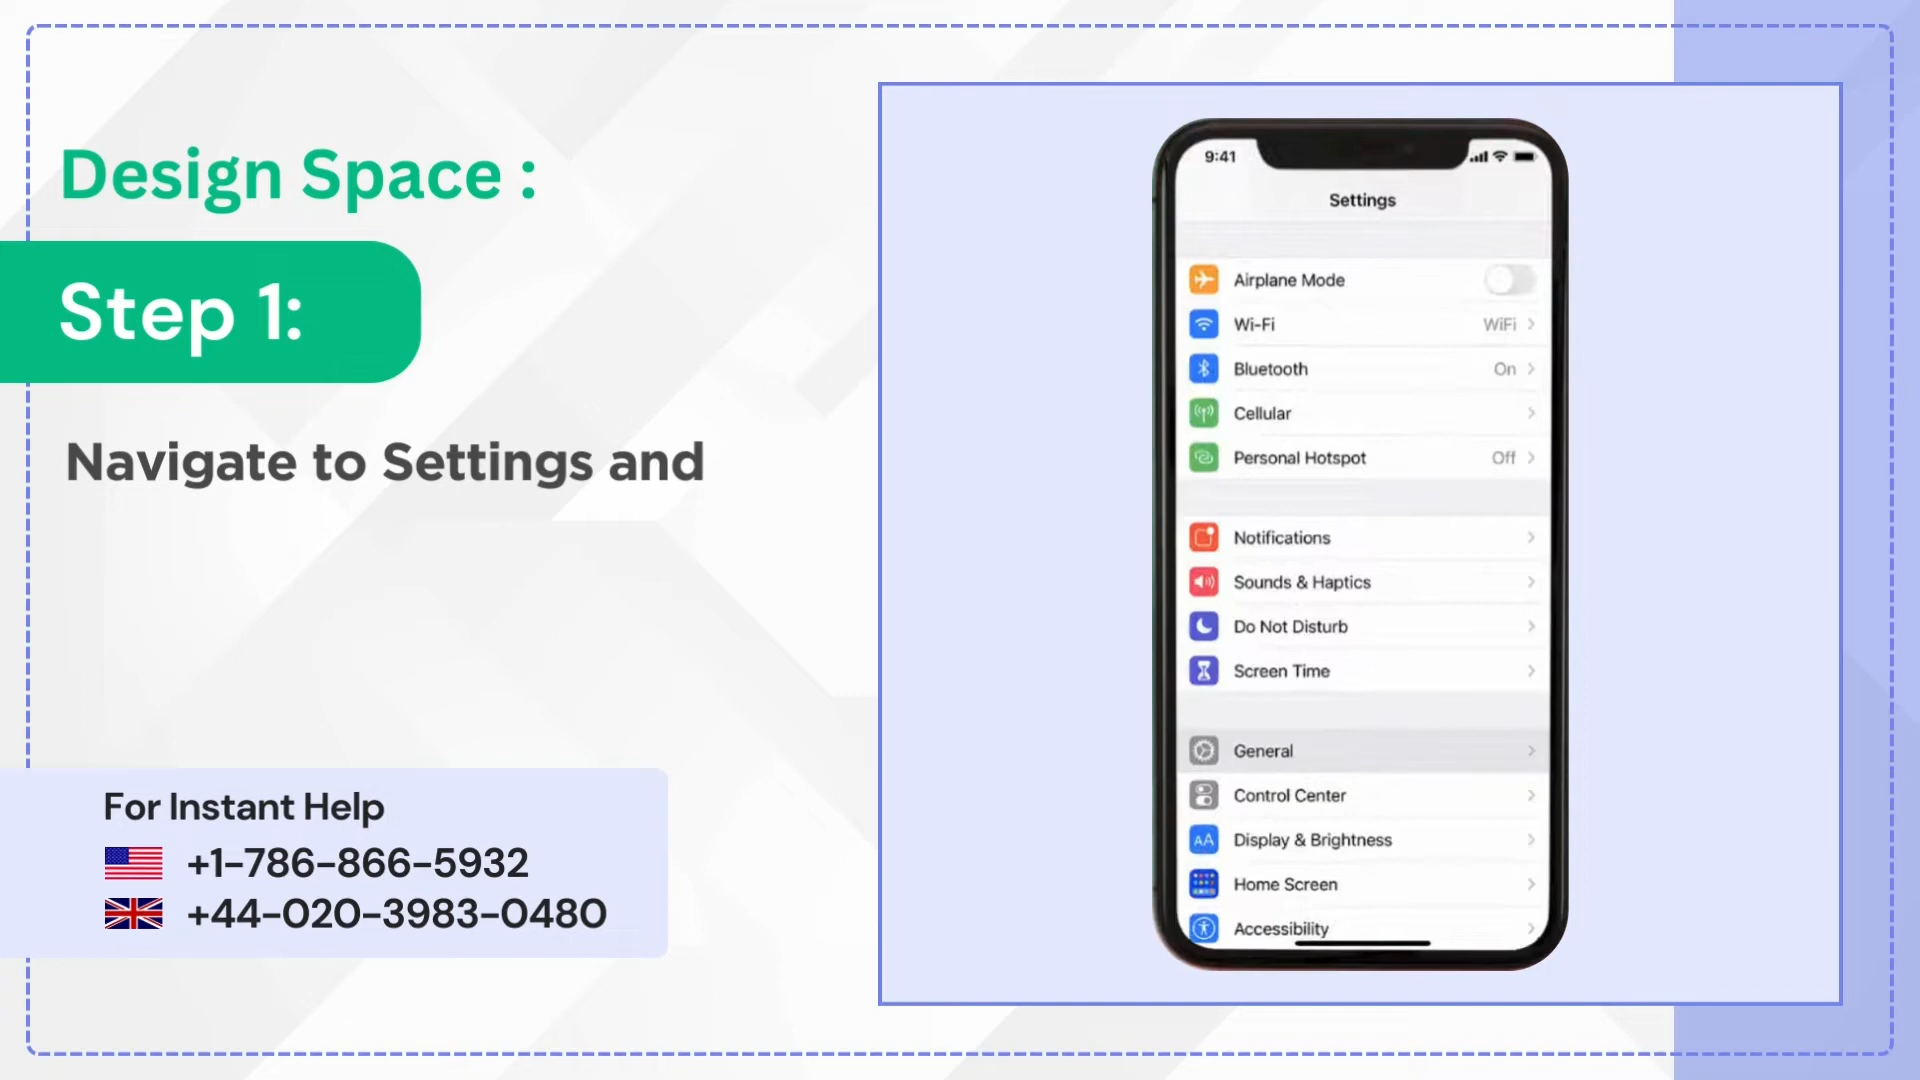 Design Space :
Step 1:
Navigate to Settings and
For Instant Help
+1-786-866-5932
+44-020-3983-0480
9:41
Settings
Airplane Mode
Wi-Fi WiFi
Bluetooth On
Cellular
Personal Hotspot Off
Notifications
Sounds & Haptics
Do Not Disturb
Screen Time
General
Control Center
AA Display & Brightness
Home Screen
Accessibility